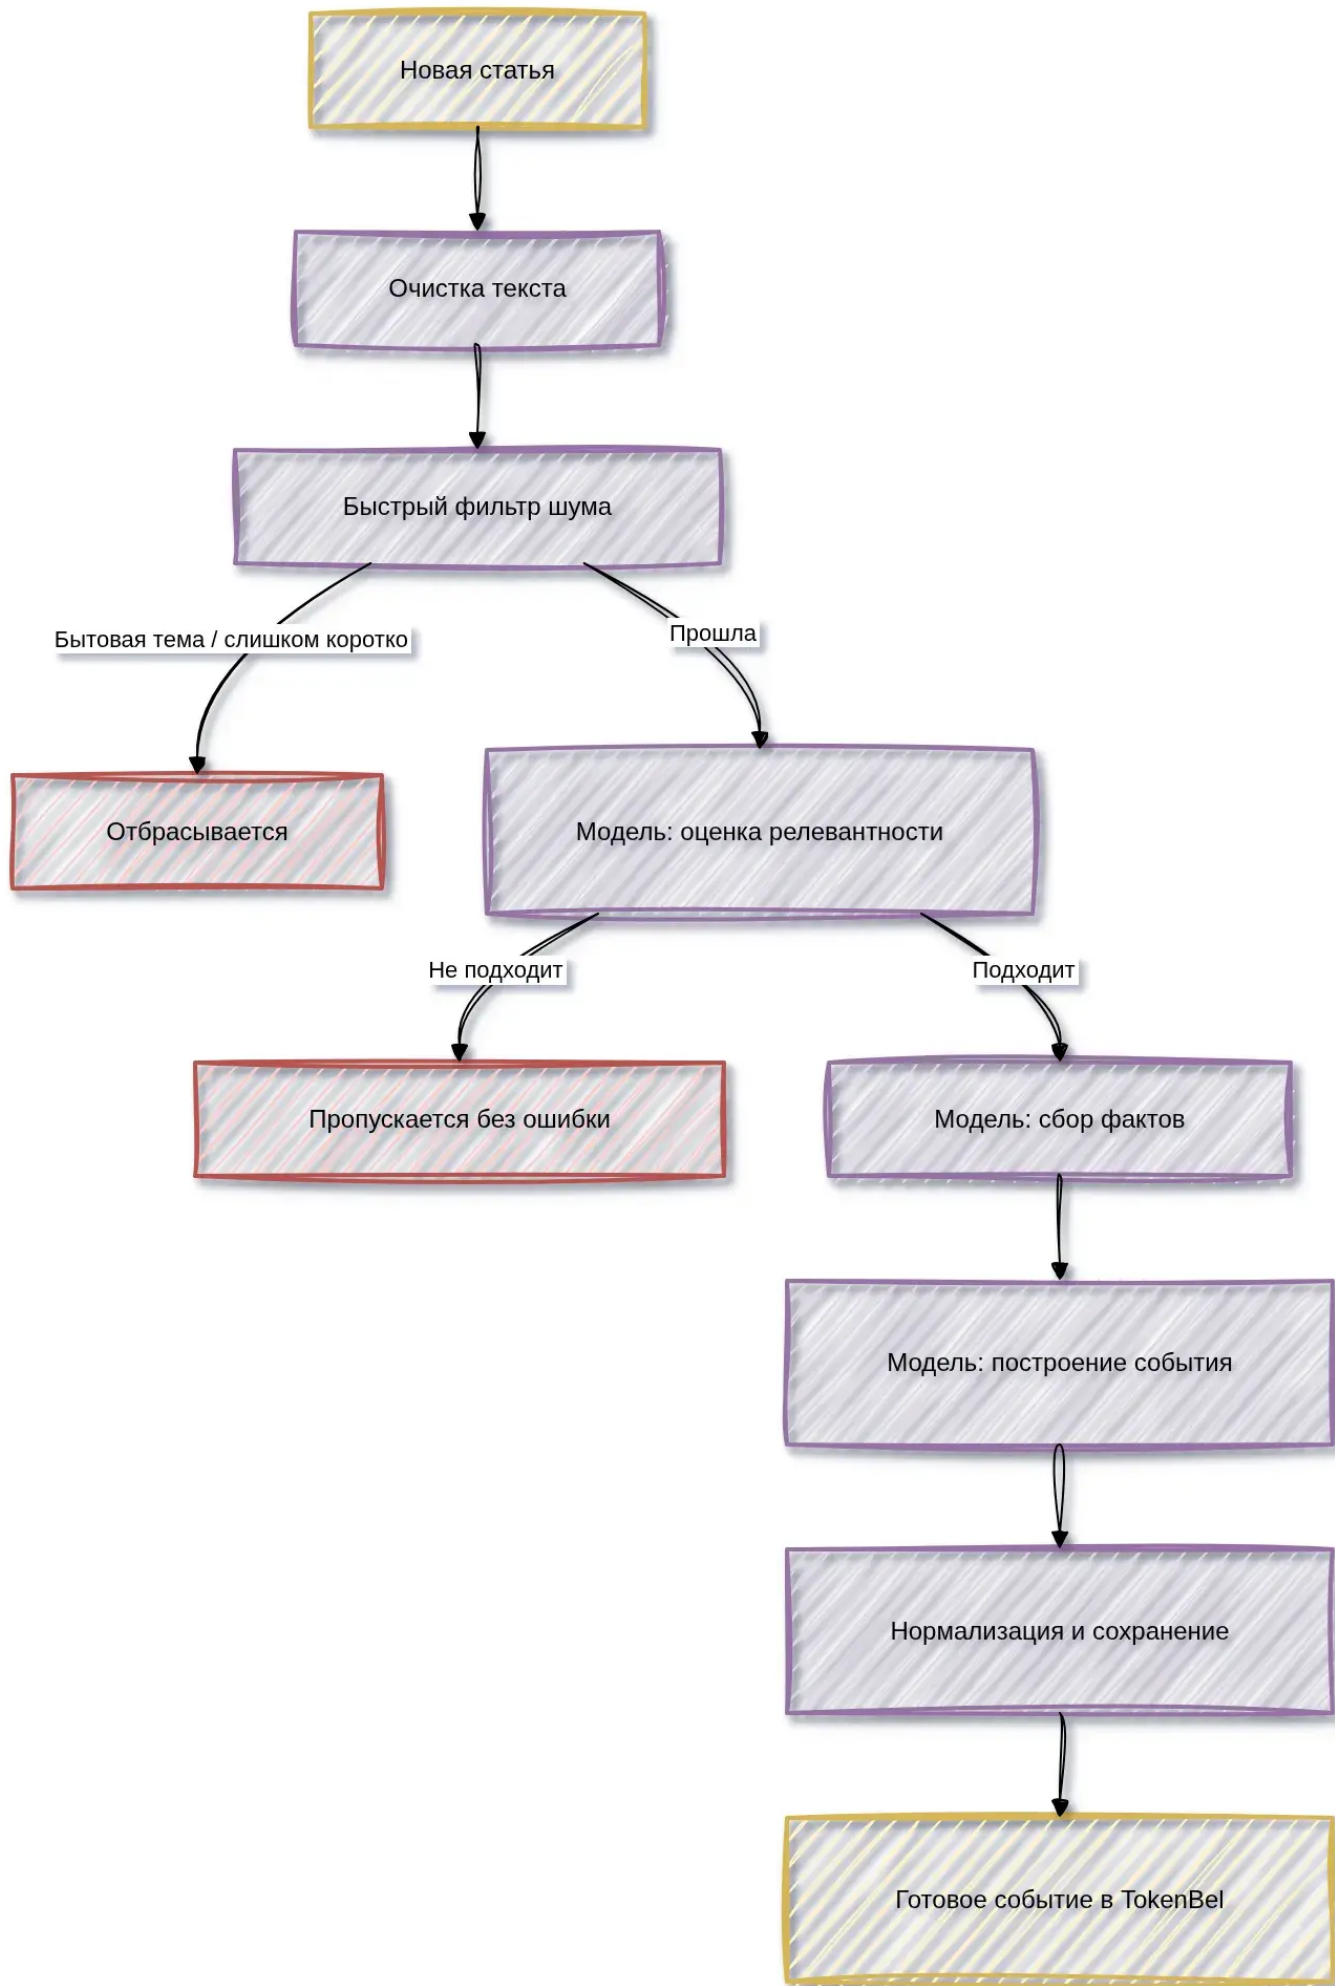 Новая статья
Очистка текста
Быстрый фильтр шума
Бытовая тема / слишком коротко
Прошла
Отбрасывается
Модель: оценка релевантности
Не подходит
Подходит
Пропускается без ошибки
Модель: сбор фактов
Модель: построение события
Нормализация и сохранение
Готовое событие в TokenBel